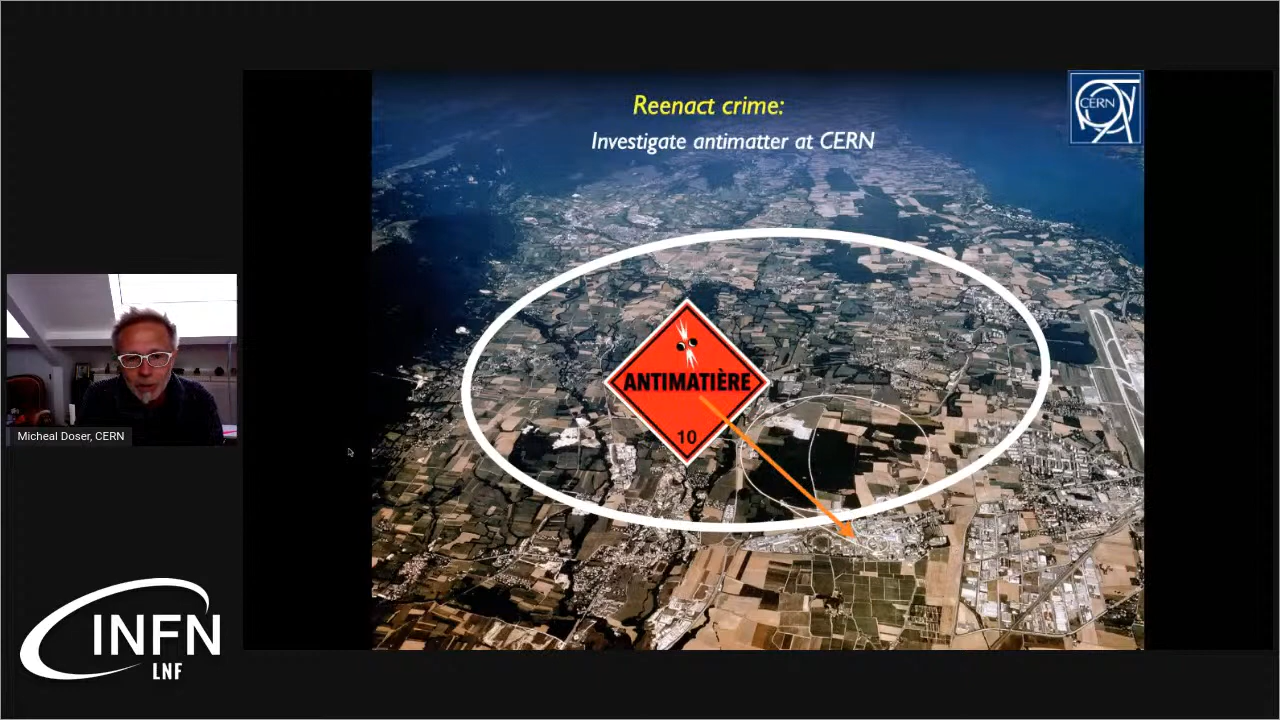 Reenact crime:
Investigate antimatter at CERN
CERN
ANTIMATIÈRE
10
Micheal Doser, CERN
INFN
LNF